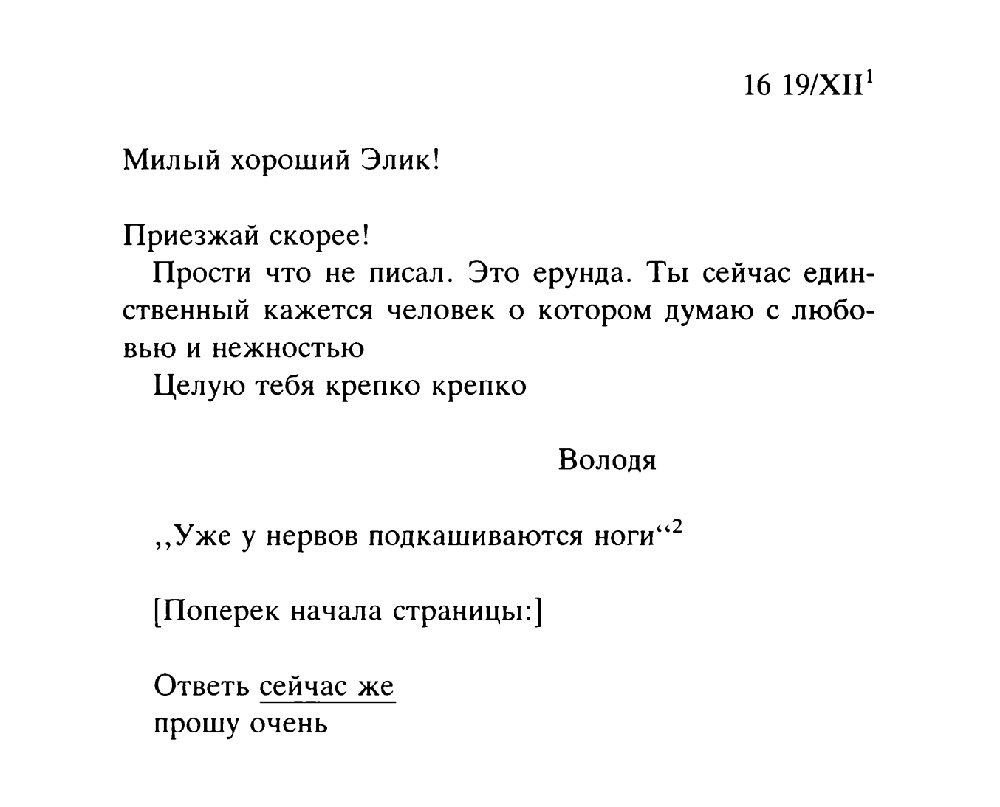 16 19/XII¹
Милый хороший Элик!
Приезжай скорее!
Прости что не писал. Это ерунда. Ты сейчас един-
ственный кажется человек о котором думаю с любо-
вью и нежностью
Целую тебя крепко крепко
Володя
,,Уже у нервов подкашиваются ноги“²
[Поперек начала страницы:]
Ответь сейчас же
прошу очень